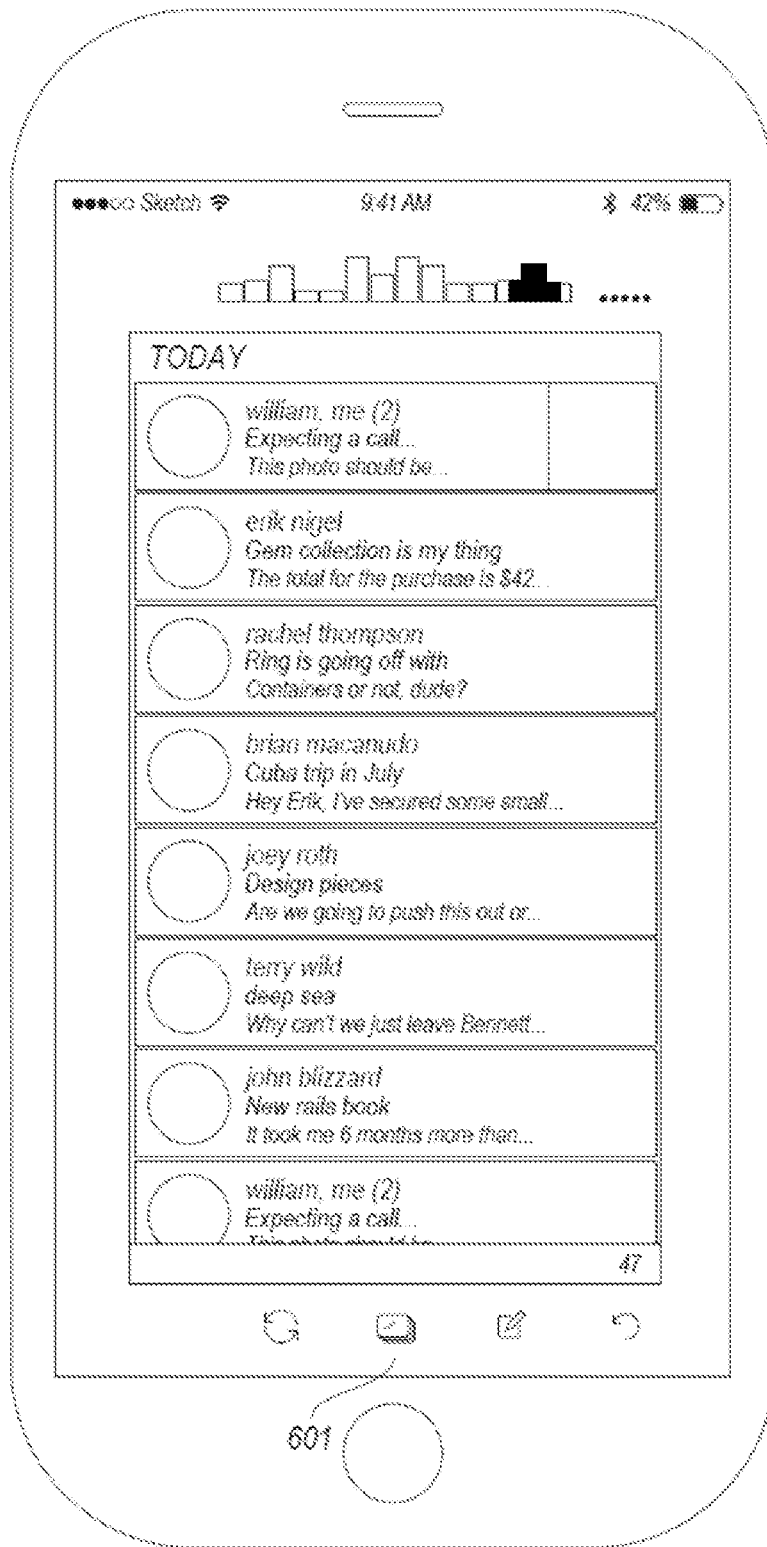 Sketch 9:41 AM 42%
TODAY
william, me (2)
Expecting a call...
This photo should be...
erik nigel
Gem collection is my thing
The total for the purchase is $42...
rachel thompson
Ring is going off with
Containers or not, dude?
brian macanudo
Cuba trip in July
Hey Erik, I've secured some small...
joey roth
Design pieces
Are we going to push this out or...
terry wild
deep sea
Why can't we just leave Bennett...
john blizzard
New rails book
It took me 6 months more than...
william, me (2)
Expecting a call...
This photo should be
47
601